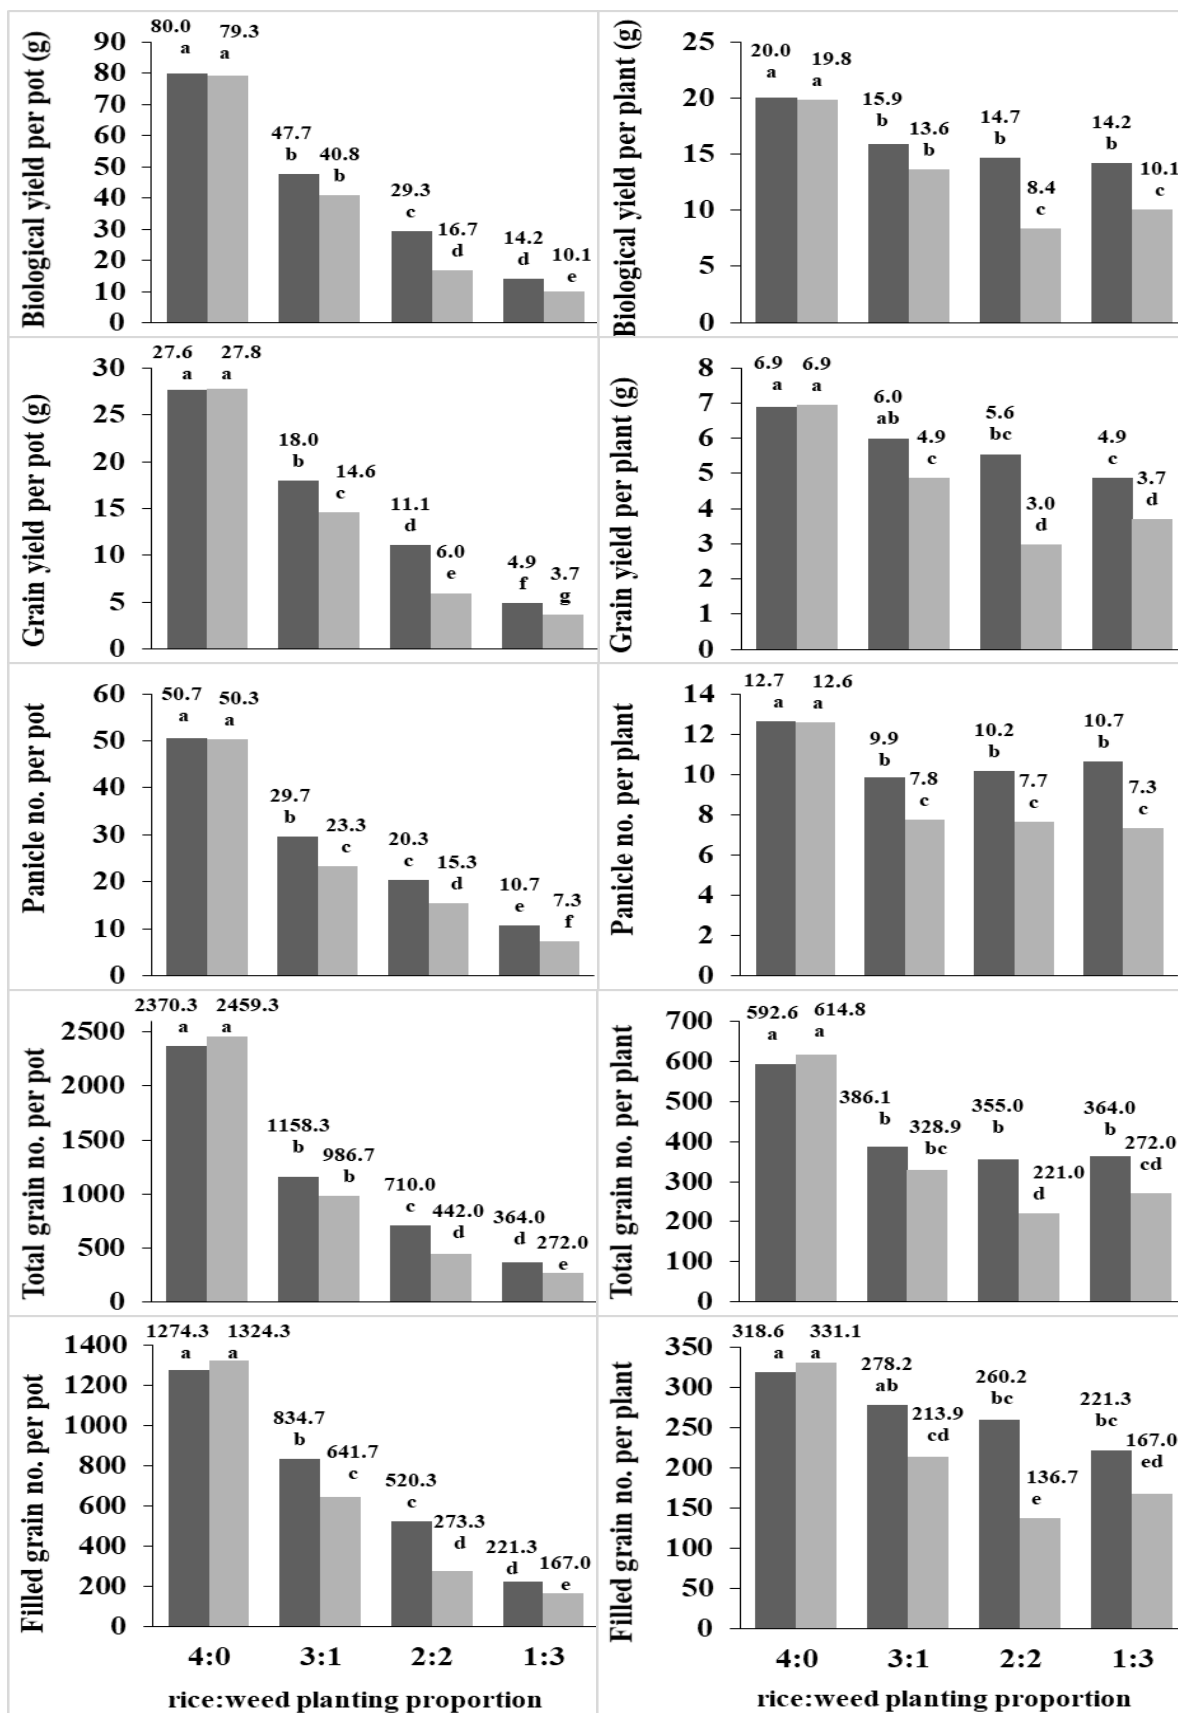 Biological yield per pot (g)
90
80
70
60
50
40
30
20
10
0
80.0 79.3
a a
47.7 40.8
b b
29.3 16.7
c d
14.2 10.1
d e
Biological yield per plant (g)
25
20
15
10
5
0
20.0 19.8
a a
15.9 13.6
b b
14.7 8.4
b c
14.2 10.1
b c
Grain yield per pot (g)
30
25
20
15
10
5
0
27.6 27.8
a a
18.0 14.6
b c
11.1 6.0
d e
4.9 3.7
f g
Grain yield per plant (g)
8
7
6
5
4
3
2
1
0
6.9 6.9
a a
6.0 4.9
ab c
5.6 3.0
bc d
4.9 3.7
c d
Panicle no. per pot
60
50
40
30
20
10
0
50.7 50.3
a a
29.7 23.3
b c
20.3 15.3
c d
10.7 7.3
e f
Panicle no. per plant
14
12
10
8
6
4
2
0
12.7 12.6
a a
9.9 7.8
b c
10.2 7.7
b c
10.7 7.3
b c
Total grain no. per pot
2500
2000
1500
1000
500
0
2370.3 2459.3
a a
1158.3 986.7
b b
710.0 442.0
c d
364.0 272.0
d e
Total grain no. per plant
700
600
500
400
300
200
100
0
592.6 614.8
a a
386.1 328.9
b bc
355.0 221.0
b d
364.0 272.0
b cd
Filled grain no. per pot
1400
1200
1000
800
600
400
200
0
1274.3 1324.3
a a
834.7 641.7
b c
520.3 273.3
c d
221.3 167.0
d e
4:0 3:1 2:2 1:3
rice:weed planting proportion
Filled grain no. per plant
350
300
250
200
150
100
50
0
318.6 331.1
a a
278.2 213.9
ab cd
260.2 136.7
bc e
221.3 167.0
bc ed
4:0 3:1 2:2 1:3
rice:weed planting proportion